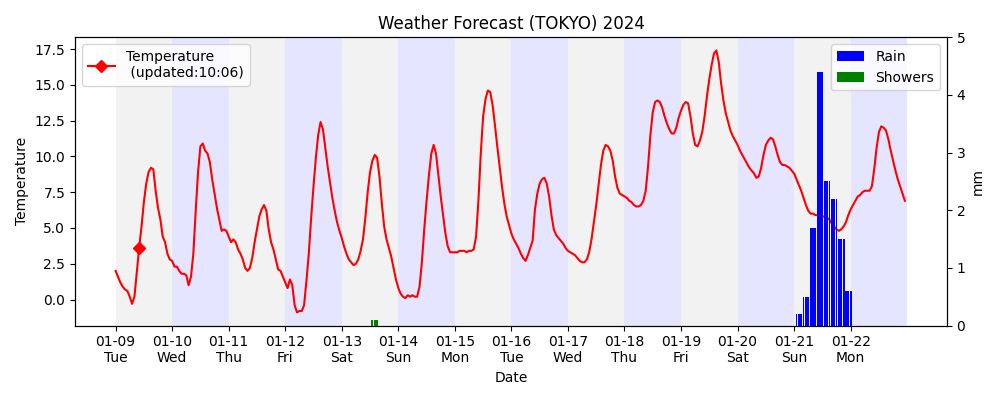 Weather Forecast (TOKYO) 2024
Temperature
(updated:10:06)
Rain
Showers
17.5
15.0
12.5
10.0
7.5
5.0
2.5
0.0
Temperature
5
4
3
2
1
0
mm
01-09 01-10 01-11 01-12 01-13 01-14 01-15 01-16 01-17 01-18 01-19 01-20 01-21 01-22
Tue Wed Thu Fri Sat Sun Mon Tue Wed Thu Fri Sat Sun Mon
Date